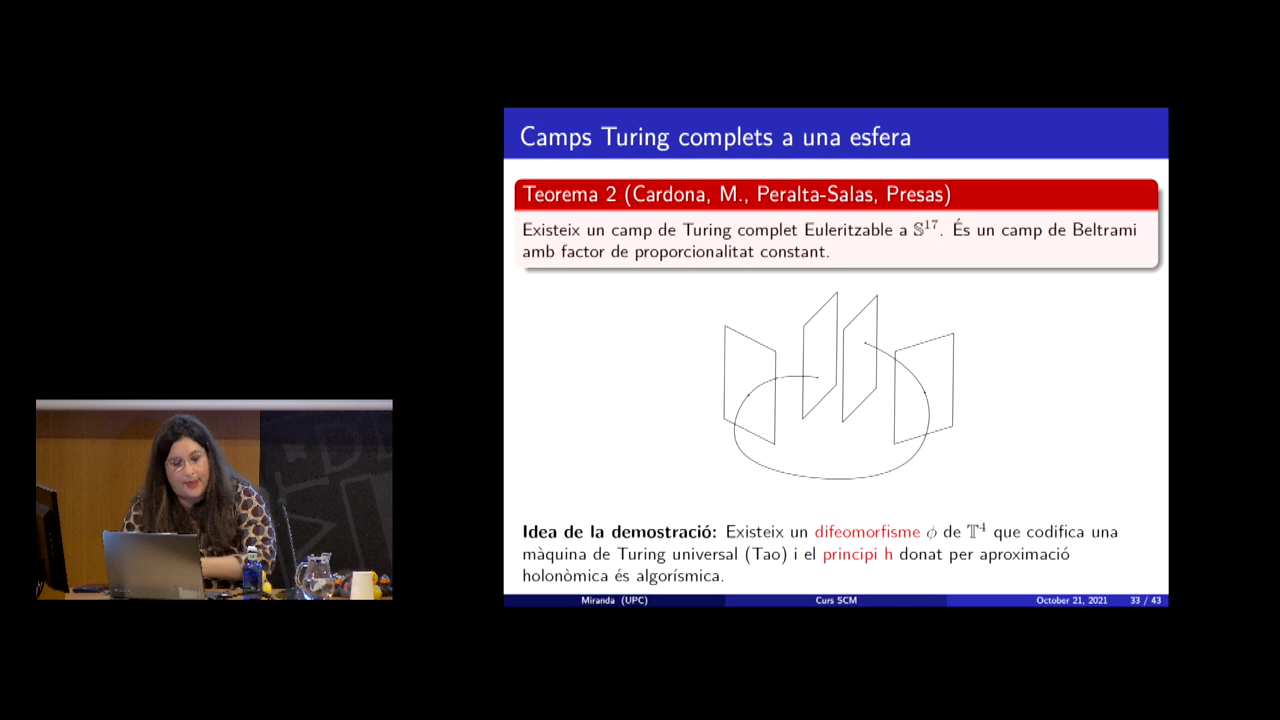 Camps Turing complets a una esfera
Teorema 2 (Cardona, M., Peralta-Salas, Presas)
Existeix un camp de Turing complet Euleritzable a 𝕊¹⁷. És un camp de Beltrami
amb factor de proporcionalitat constant.
Idea de la demostració: Existeix un difeomorfisme ϕ de 𝕋⁴ que codifica una
màquina de Turing universal (Tao) i el principi h donat per aproximació
holonòmica és algorísmica.
Miranda (UPC) Curs SCM October 21, 2021 33 / 43